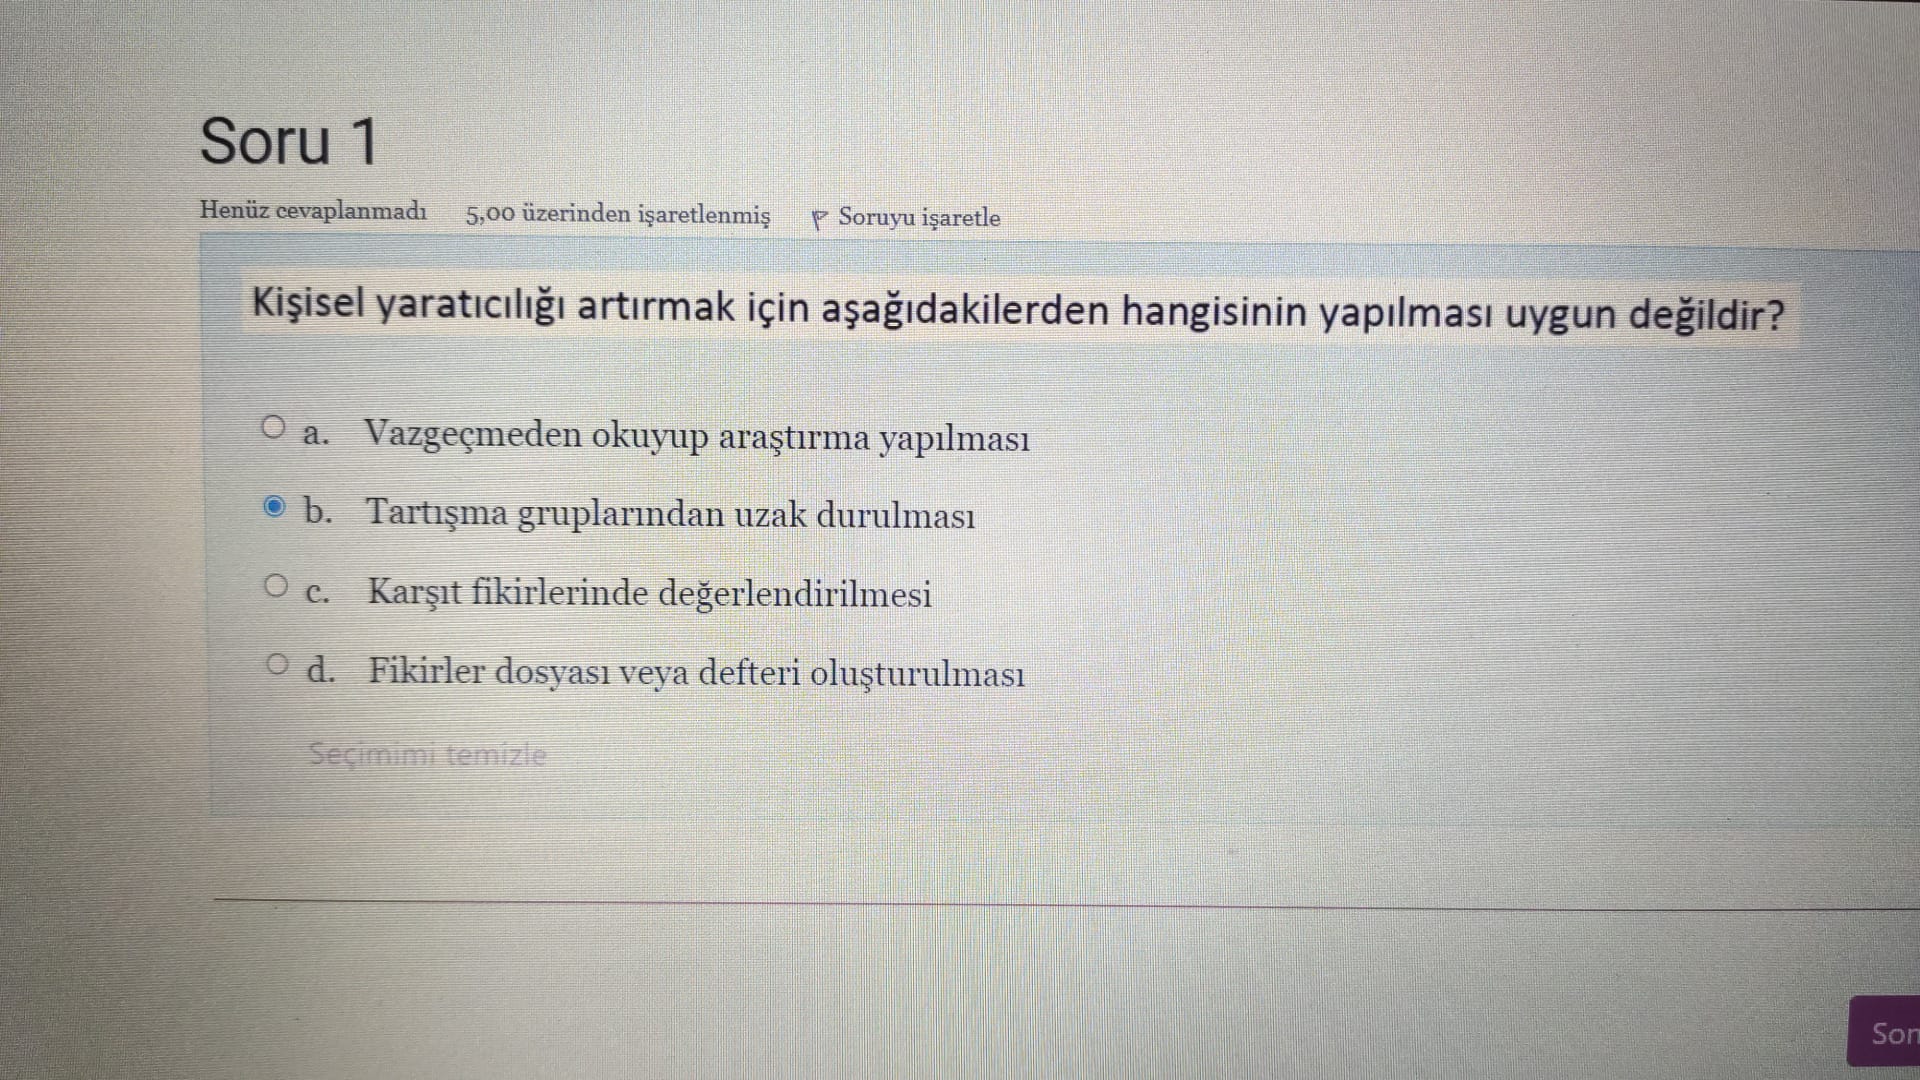 Soru 1
Henüz cevaplanmadı 5,00 üzerinden işaretlenmiş Soruyu işaretle
Kişisel yaratıcılığı artırmak için aşağıdakilerden hangisinin yapılması uygun değildir?
a. Vazgeçmeden okuyup araştırma yapılması
b. Tartışma gruplarından uzak durulması
c. Karşıt fikirlerinde değerlendirilmesi
d. Fikirler dosyası veya defteri oluşturulması
Seçimimi temizle
Son